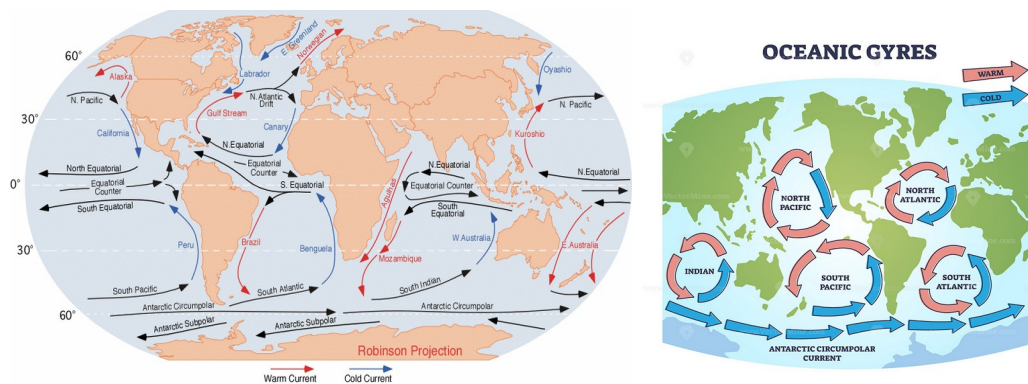 60°
30°
0°
30°
60°
Alaska
N. Pacific
California
North Equatorial
Equatorial
Counter
South Equatorial
Peru
South Pacific
Labrador
E. Greenland
Norwegian
N. Atlantic
Drift
Gulf Stream
Canary
N.Equatorial
Equatorial
Counter
S. Equatorial
Brazil
Benguela
South Atlantic
Antarctic Circumpolar
Antarctic Subpolar
Antarctic Subpolar
Agulhas
Mozambique
South Indian
Antarctic Circumpolar
N.Equatorial
Equatorial Counter
South
Equatorial
W.Australia
E.Australia
Oyashio
N. Pacific
Kuroshio
N.Equatorial
Robinson Projection
Warm Current
Cold Current
OCEANIC GYRES
WARM
COLD
NORTH
PACIFIC
NORTH
ATLANTIC
INDIAN
SOUTH
PACIFIC
SOUTH
ATLANTIC
ANTARCTIC CIRCUMPOLAR
CURRENT